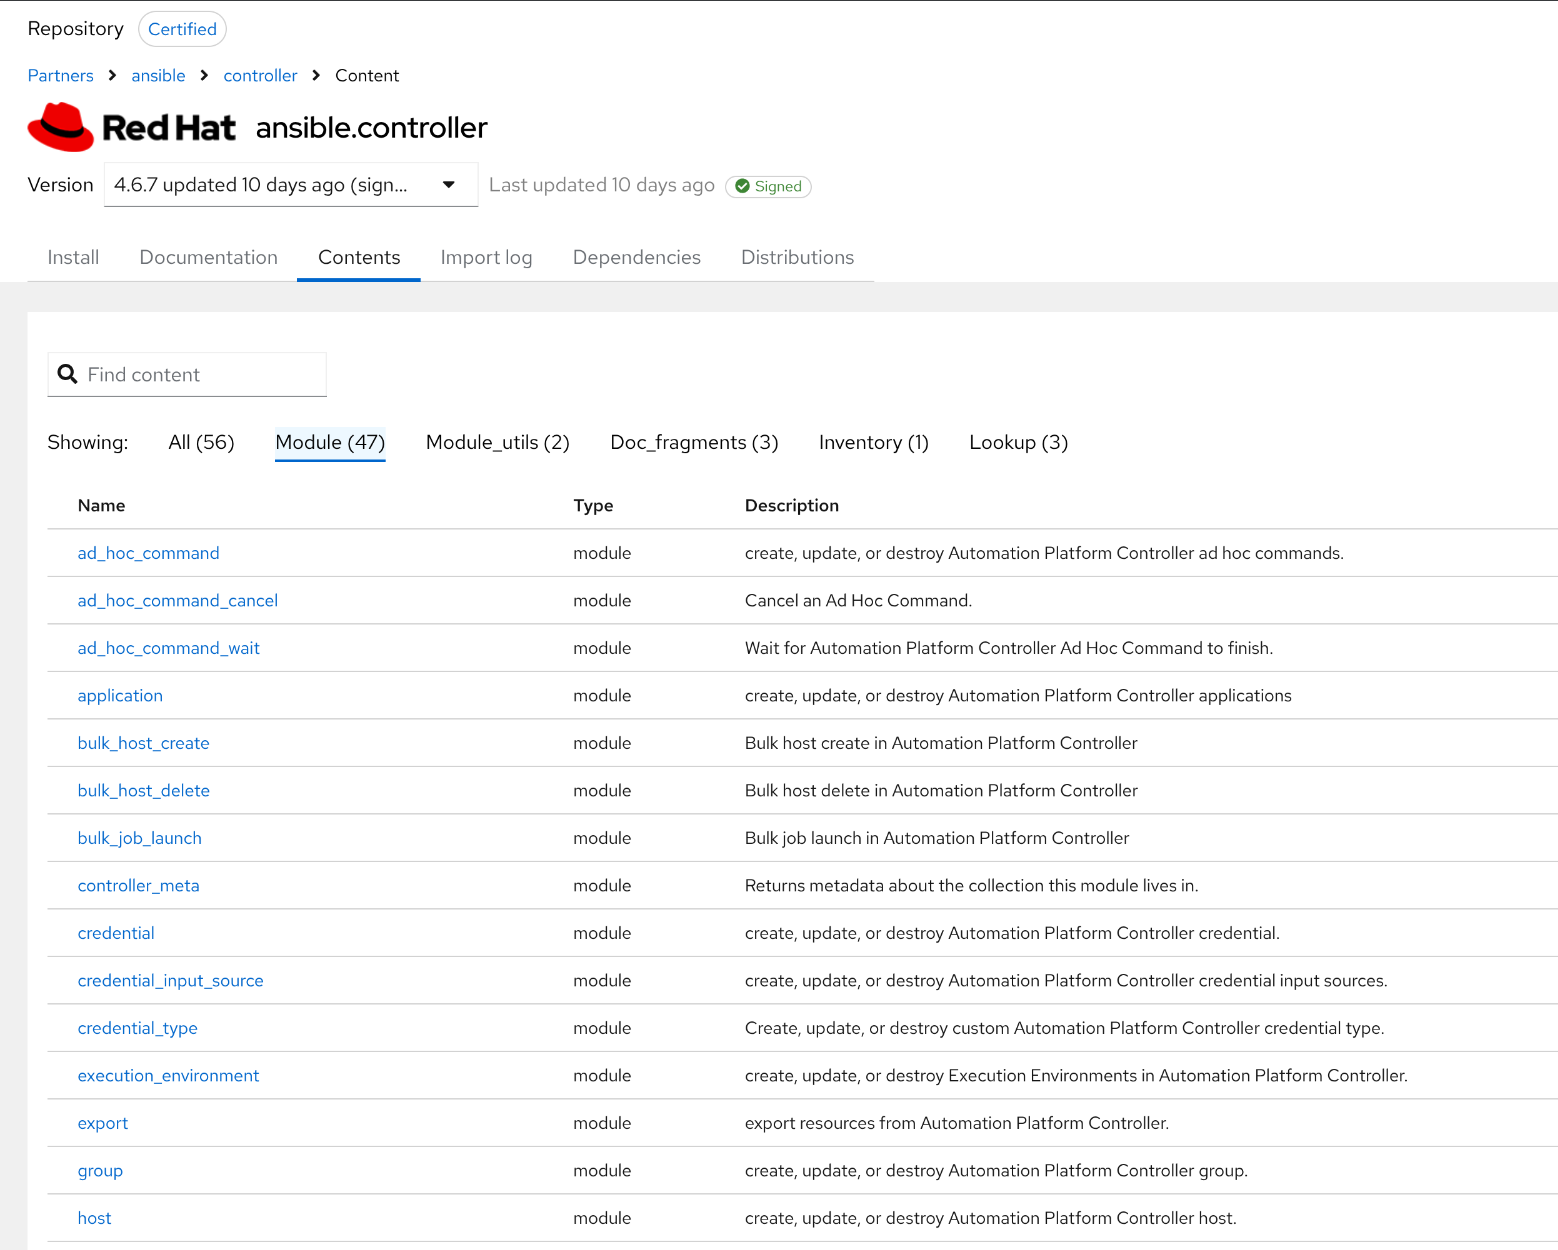 Repository Certified
Partners > ansible > controller > Content
Red Hat ansible.controller
Version 4.6.7 updated 10 days ago (sign... Last updated 10 days ago Signed
Install Documentation Contents Import log Dependencies Distributions
Find content
Showing: All (56) Module (47) Module_utils (2) Doc_fragments (3) Inventory (1) Lookup (3)
Name Type Description
ad_hoc_command module create, update, or destroy Automation Platform Controller ad hoc commands.
ad_hoc_command_cancel module Cancel an Ad Hoc Command.
ad_hoc_command_wait module Wait for Automation Platform Controller Ad Hoc Command to finish.
application module create, update, or destroy Automation Platform Controller applications
bulk_host_create module Bulk host create in Automation Platform Controller
bulk_host_delete module Bulk host delete in Automation Platform Controller
bulk_job_launch module Bulk job launch in Automation Platform Controller
controller_meta module Returns metadata about the collection this module lives in.
credential module create, update, or destroy Automation Platform Controller credential.
credential_input_source module create, update, or destroy Automation Platform Controller credential input sources.
credential_type module Create, update, or destroy custom Automation Platform Controller credential type.
execution_environment module create, update, or destroy Execution Environments in Automation Platform Controller.
export module export resources from Automation Platform Controller.
group module create, update, or destroy Automation Platform Controller group.
host module create, update, or destroy Automation Platform Controller host.